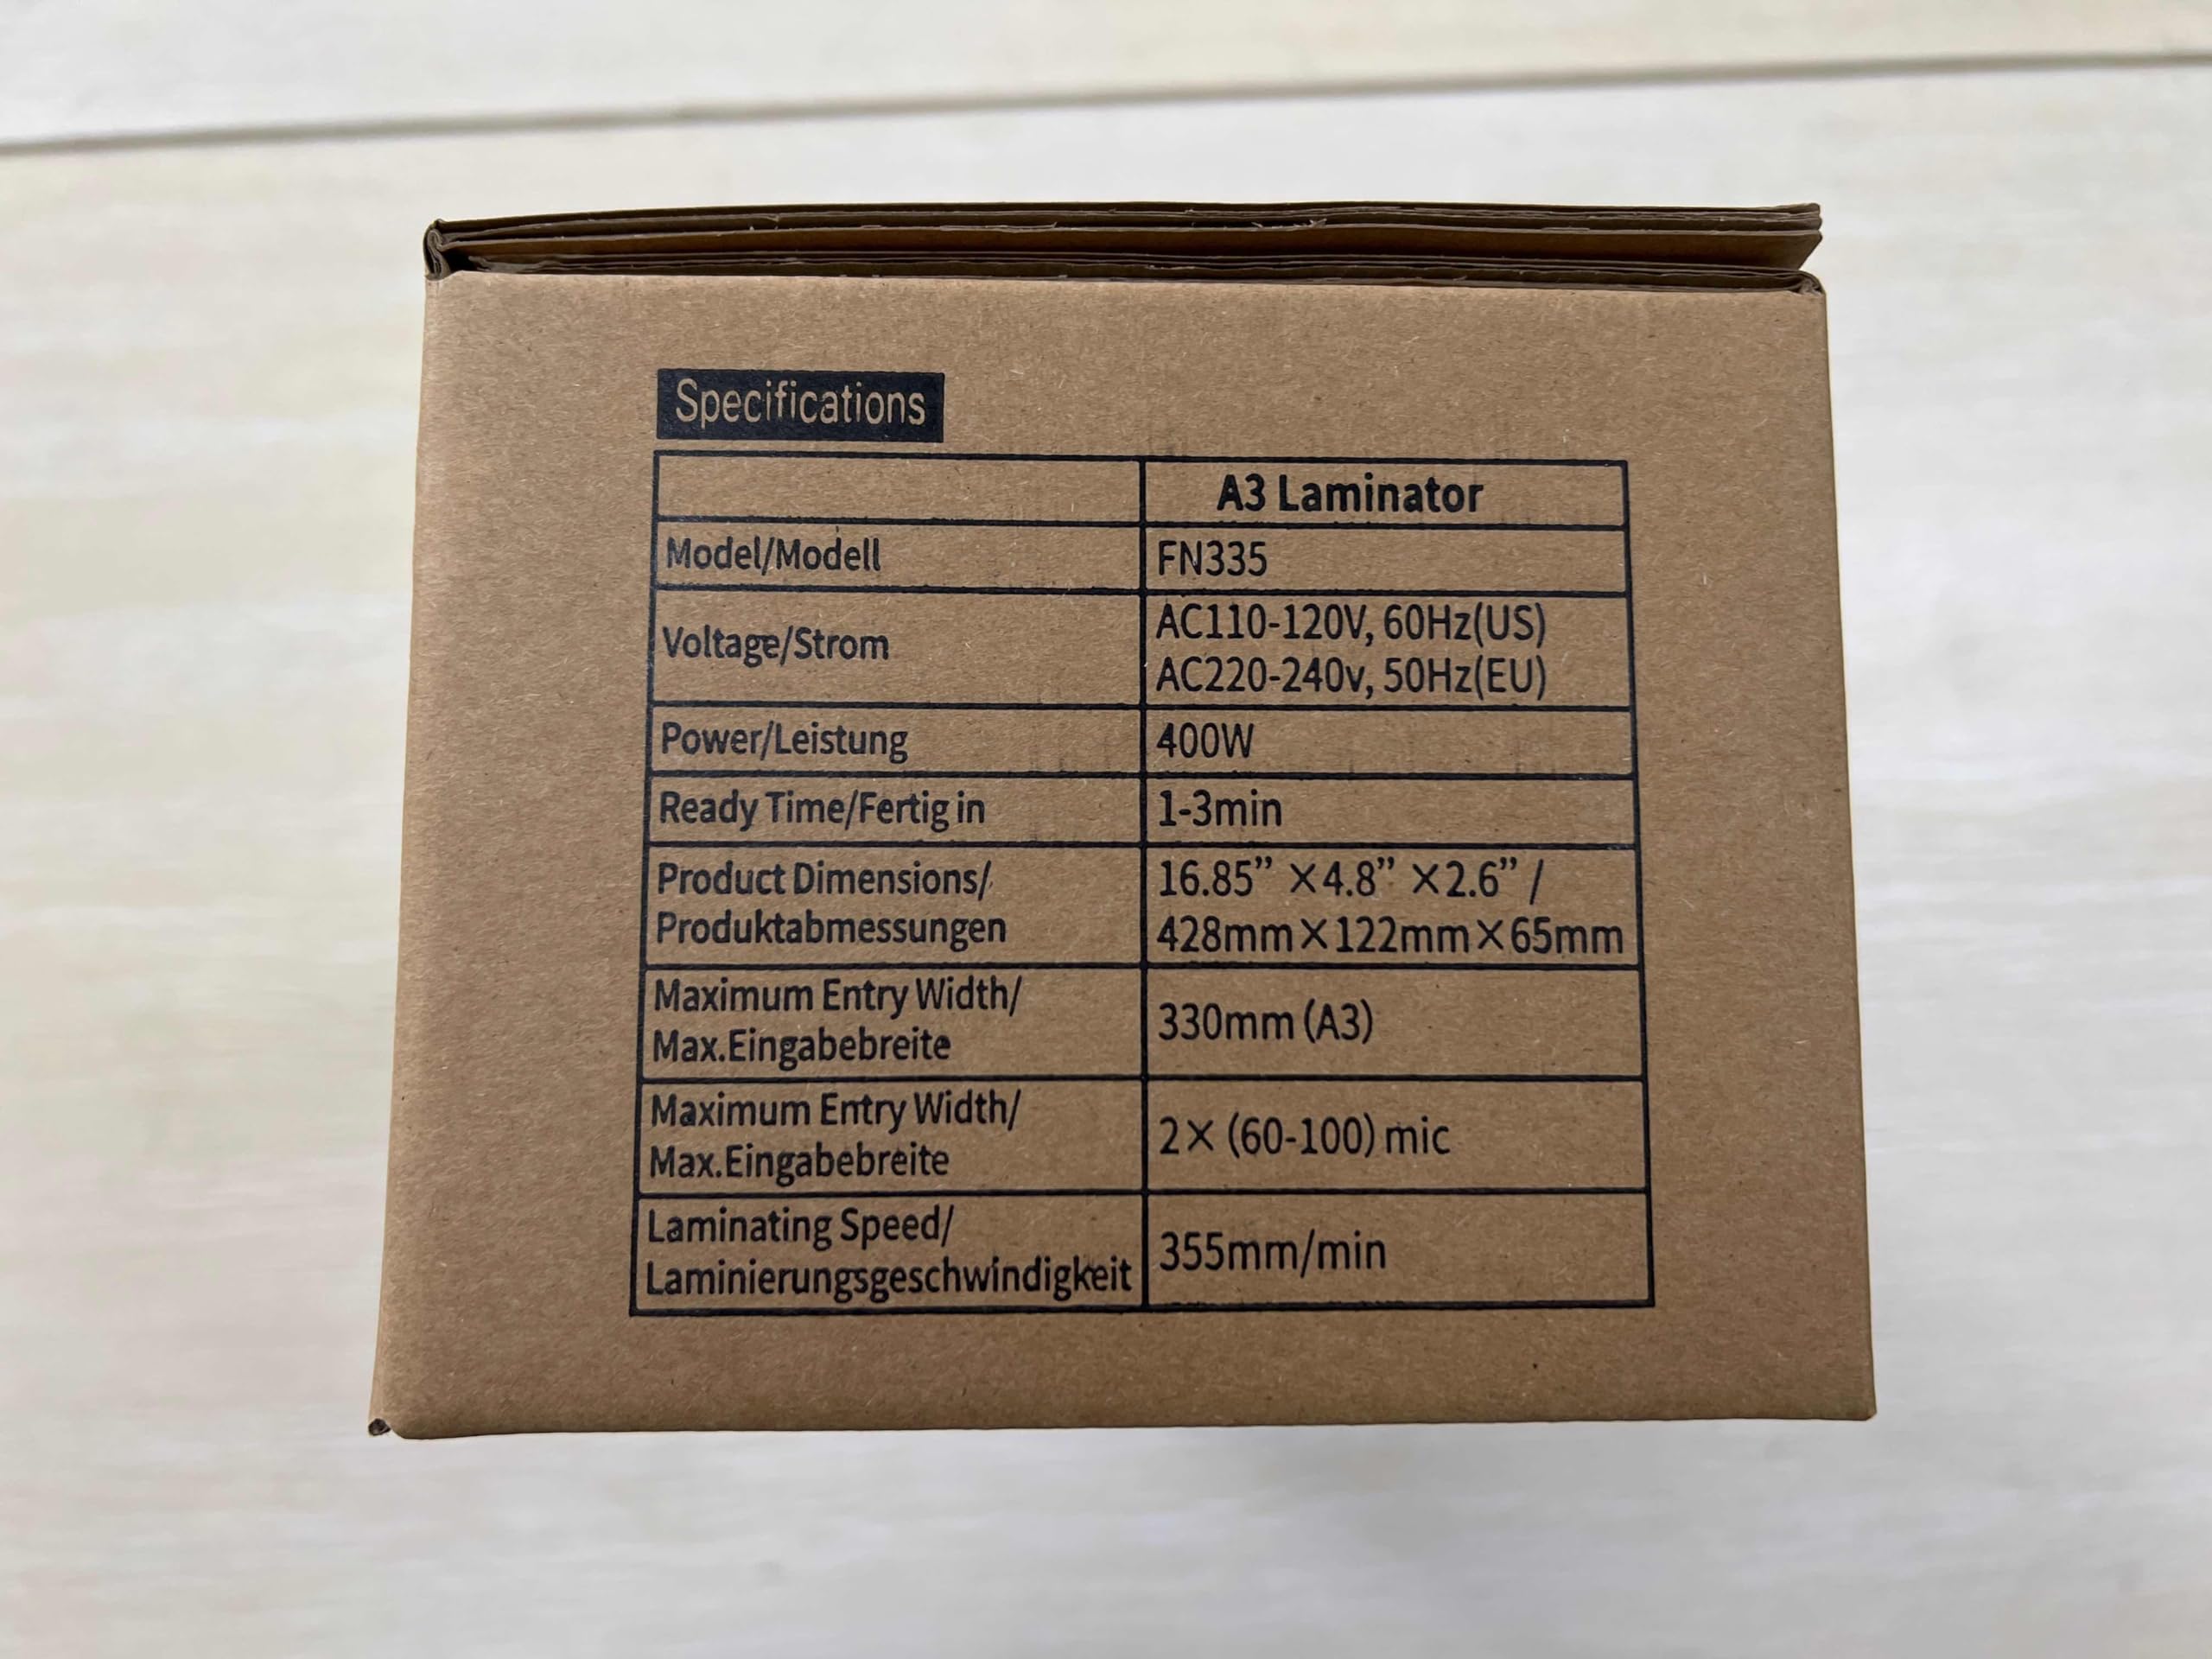 Specifications
A3 Laminator
Model/Modell FN335
Voltage/Strom AC110-120V, 60Hz(US)
AC220-240v, 50Hz(EU)
Power/Leistung 400W
Ready Time/Fertig in 1-3min
Product Dimensions/ 16.85” ×4.8” ×2.6” /
Produktabmessungen 428mm×122mm×65mm
Maximum Entry Width/
Max.Eingabebreite 330mm (A3)
Maximum Entry Width/
Max.Eingabebreite 2× (60-100) mic
Laminating Speed/
Laminierungsgeschwindigkeit 355mm/min